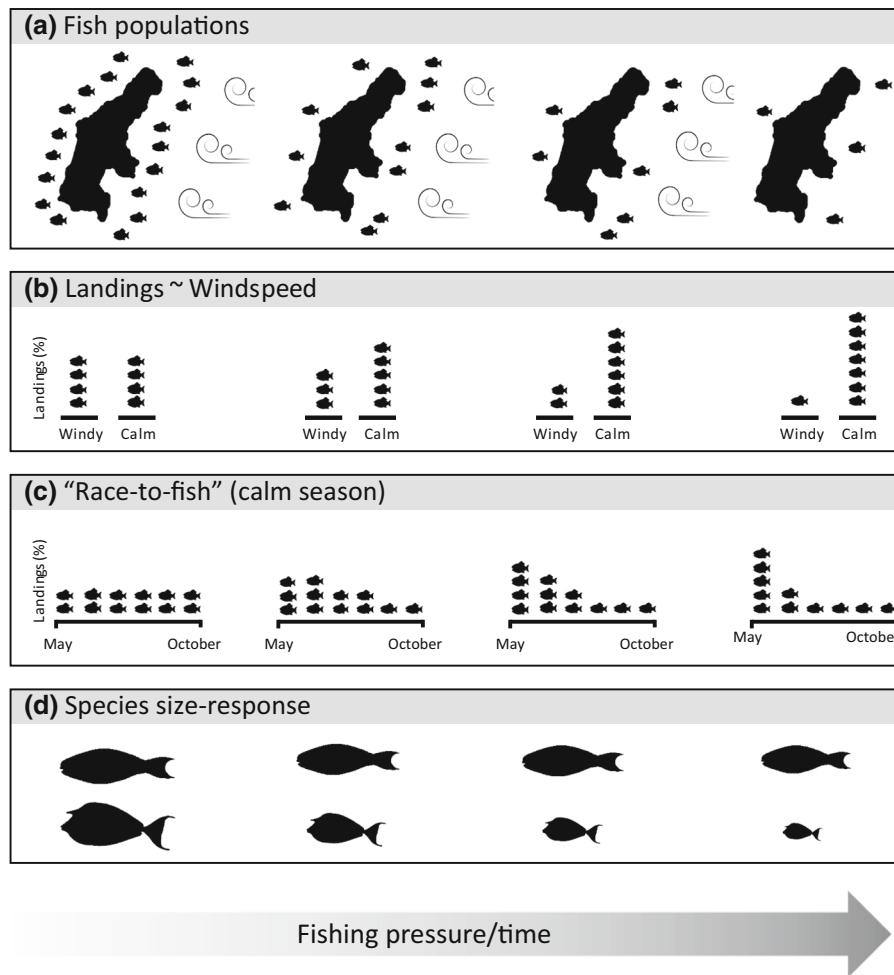 (a) Fish populations
(b) Landings ~ Windspeed
Landings (%)
Windy Calm Windy Calm Windy Calm Windy Calm
(c) “Race-to-fish” (calm season)
Landings (%)
May October May October May October May October
(d) Species size-response
Fishing pressure/time